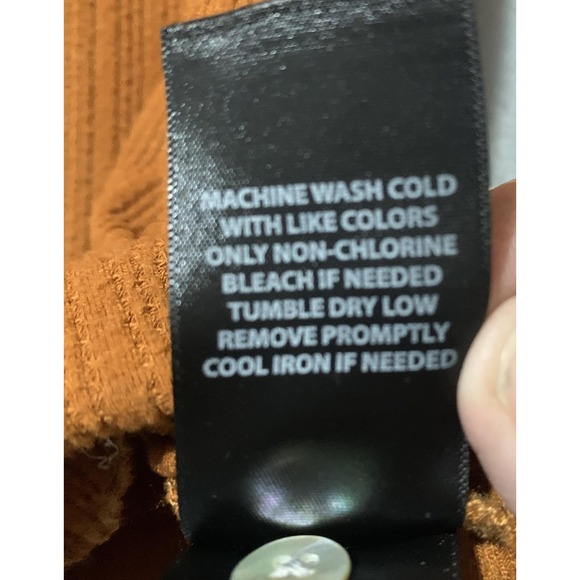 MACHINE WASH COLD
WITH LIKE COLORS
ONLY NON-CHLORINE
BLEACH IF NEEDED
TUMBLE DRY LOW
REMOVE PROMPTLY
COOL IRON IF NEEDED